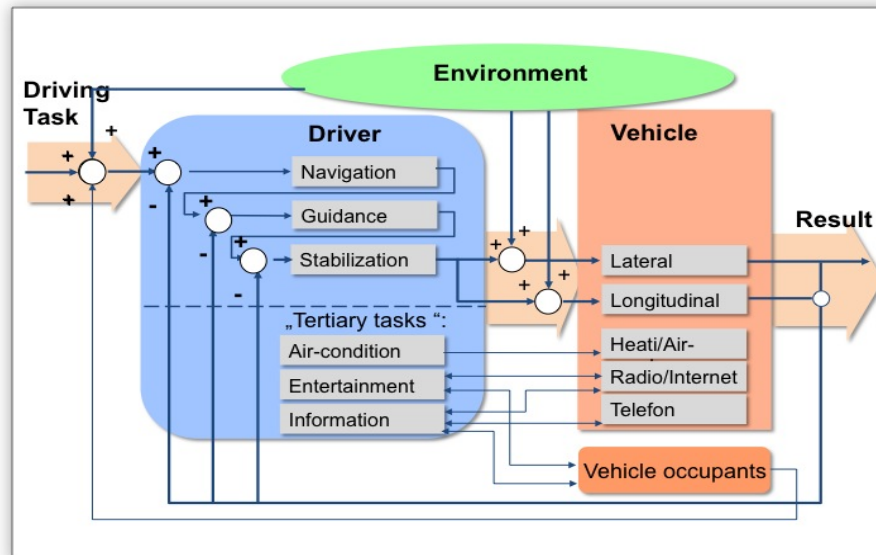 Environment
Driving
Task
Driver
Vehicle
+
+
+
+
-
Navigation
+
-
Guidance
+
-
Stabilization
+
+
+
+
Result
Lateral
Longitudinal
„Tertiary tasks “:
Air-condition
Heati/Air-
Entertainment
Radio/Internet
Information
Telefon
Vehicle occupants